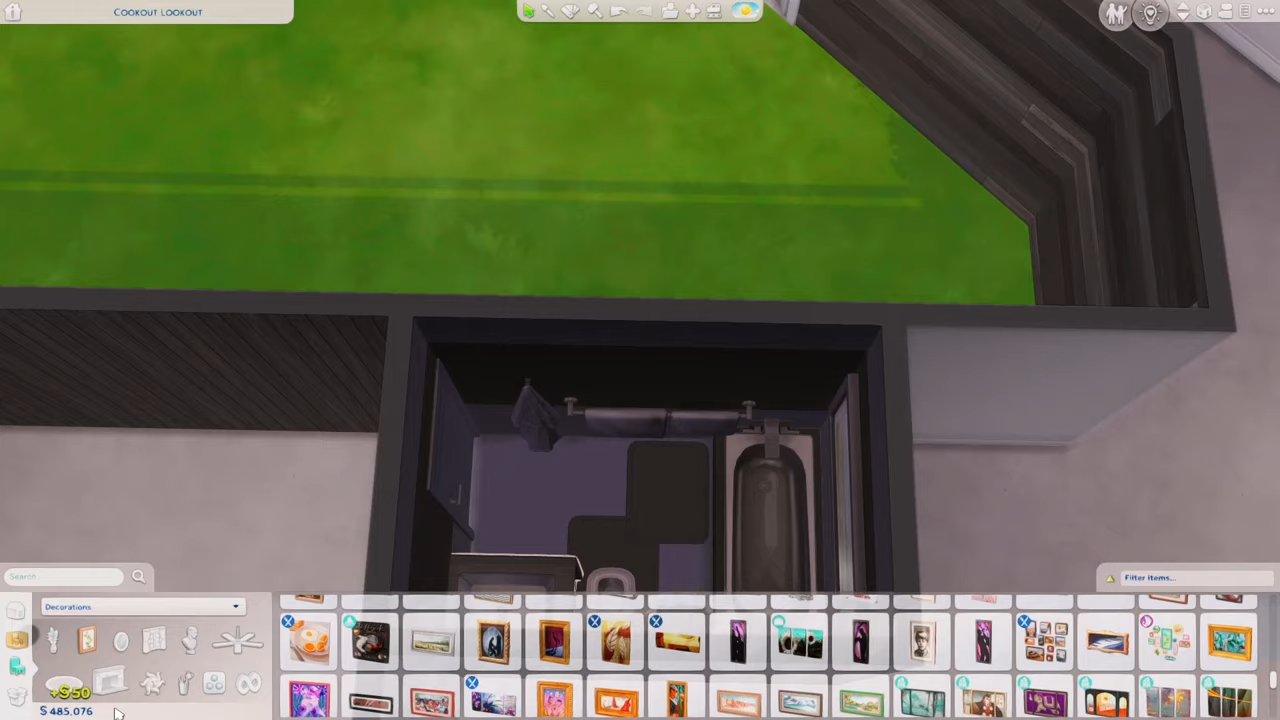 Cookout Lookout
Search
Filter Items...
Decorations
+§50
§485,076